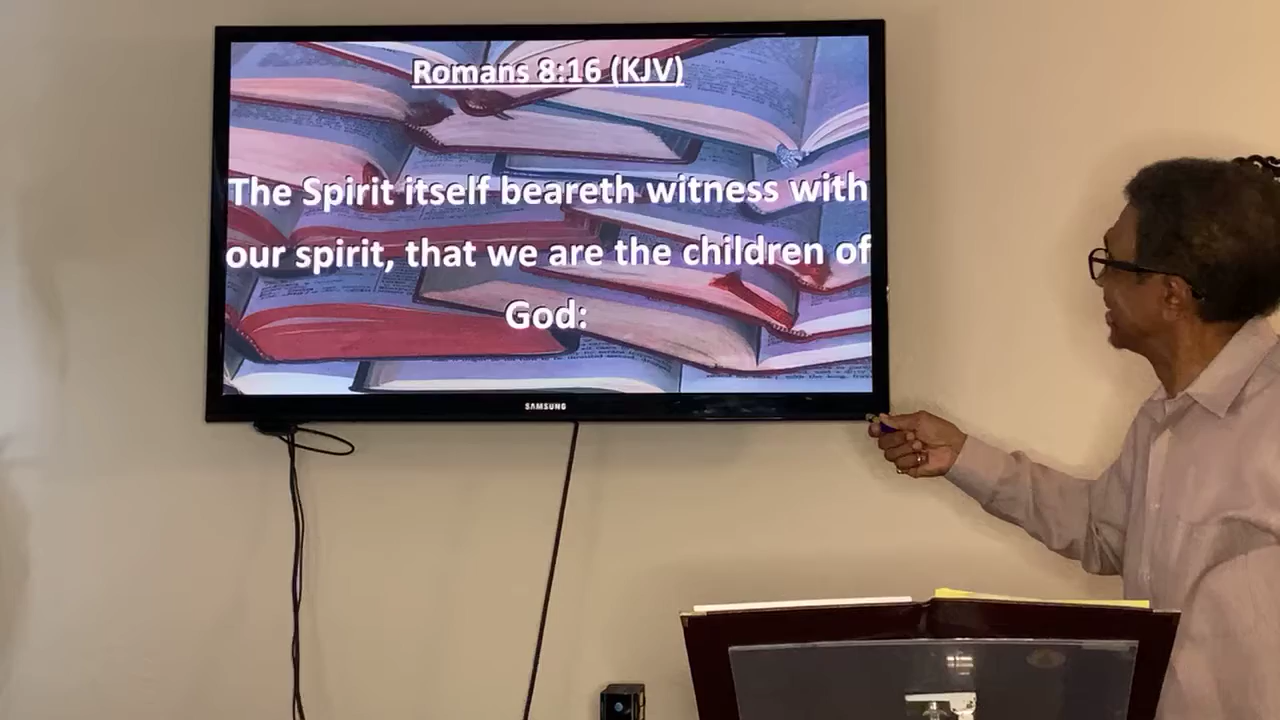 Romans 8:16 (KJV)
The Spirit itself beareth witness with
our spirit, that we are the children of
God:
SAMSUNG